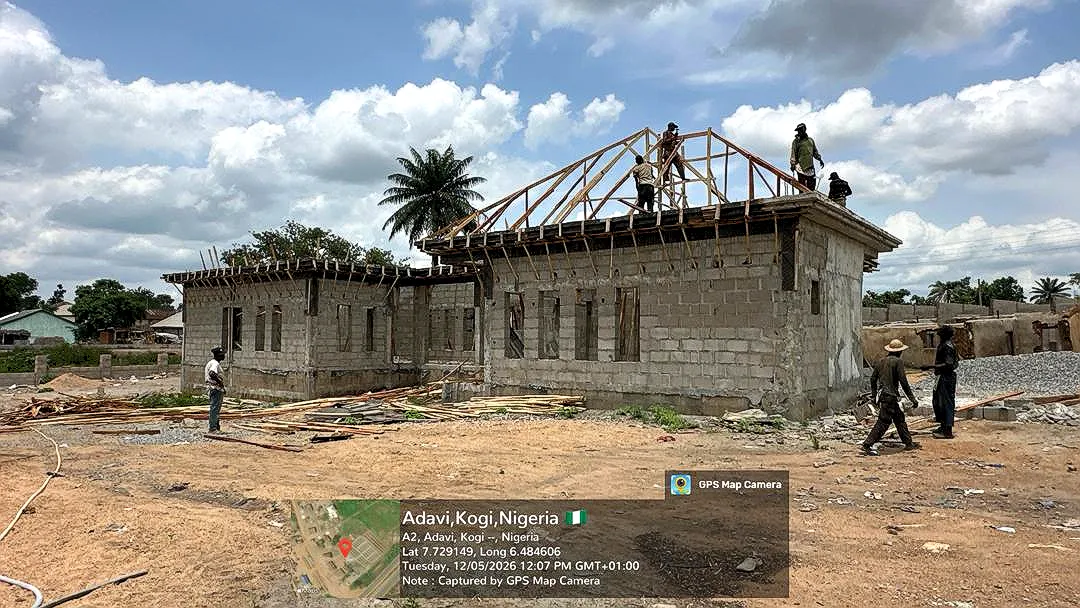 GPS Map Camera
Adavi,Kogi,Nigeria
A2, Adavi, Kogi --, Nigeria
Lat 7.729149, Long 6.484606
Tuesday, 12/05/2026 12:07 PM GMT+01:00
Note : Captured by GPS Map Camera